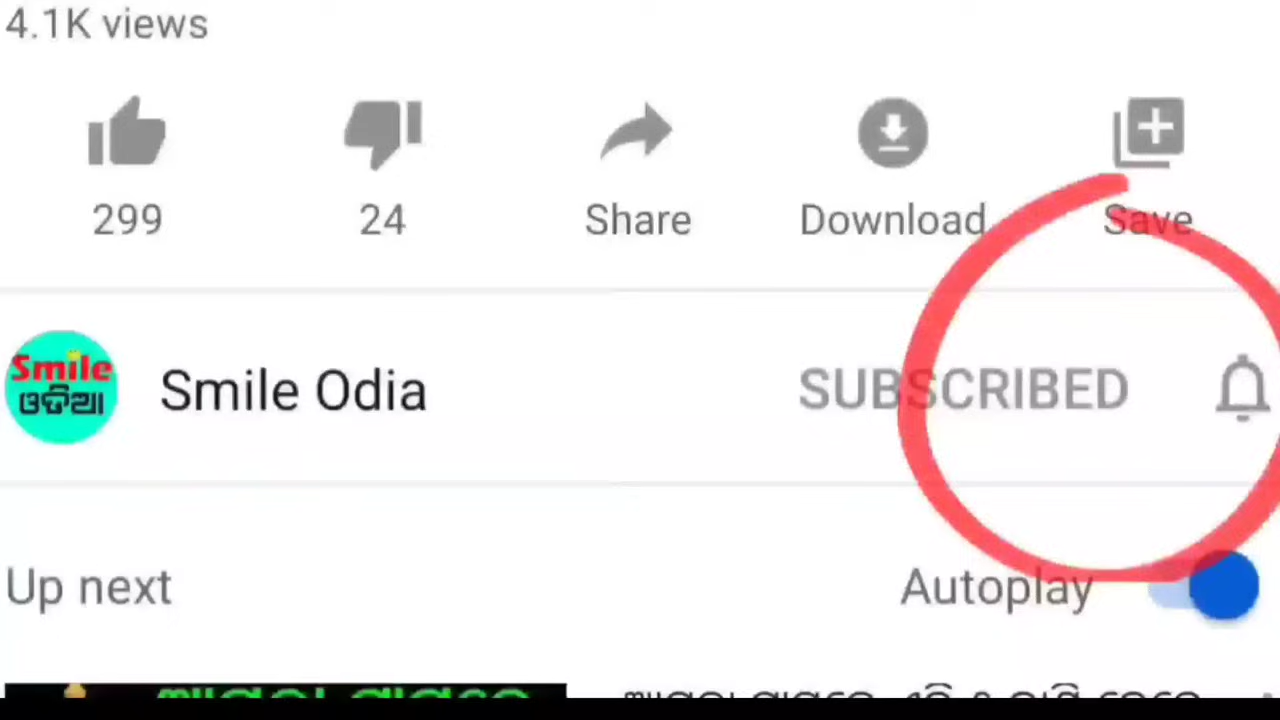 4.1K views
299 24 Share Download Save
Smile
ଓଡିଆ
Smile Odia SUBSCRIBED
Up next Autoplay